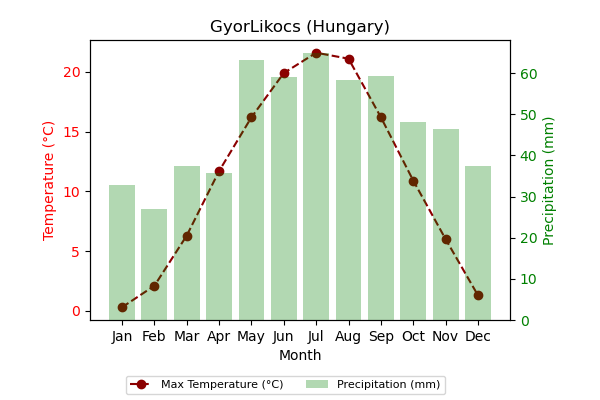 GyorLikocs (Hungary)
Temperature (°C)
20
15
10
5
0
60
50
40
30
20
10
0
Precipitation (mm)
Jan Feb Mar Apr May Jun Jul Aug Sep Oct Nov Dec
Month
Max Temperature (°C) Precipitation (mm)